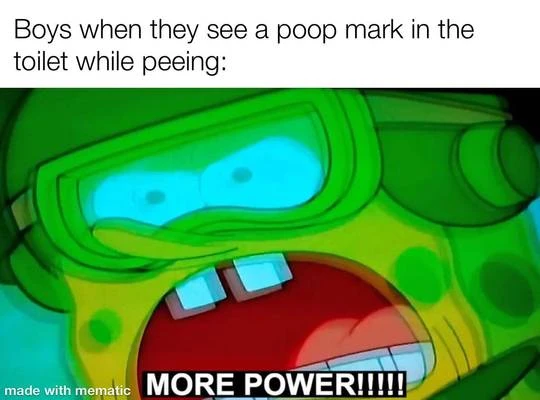 Boys when they see a poop mark in the
toilet while peeing:
made with mematic
MORE POWER!!!!!